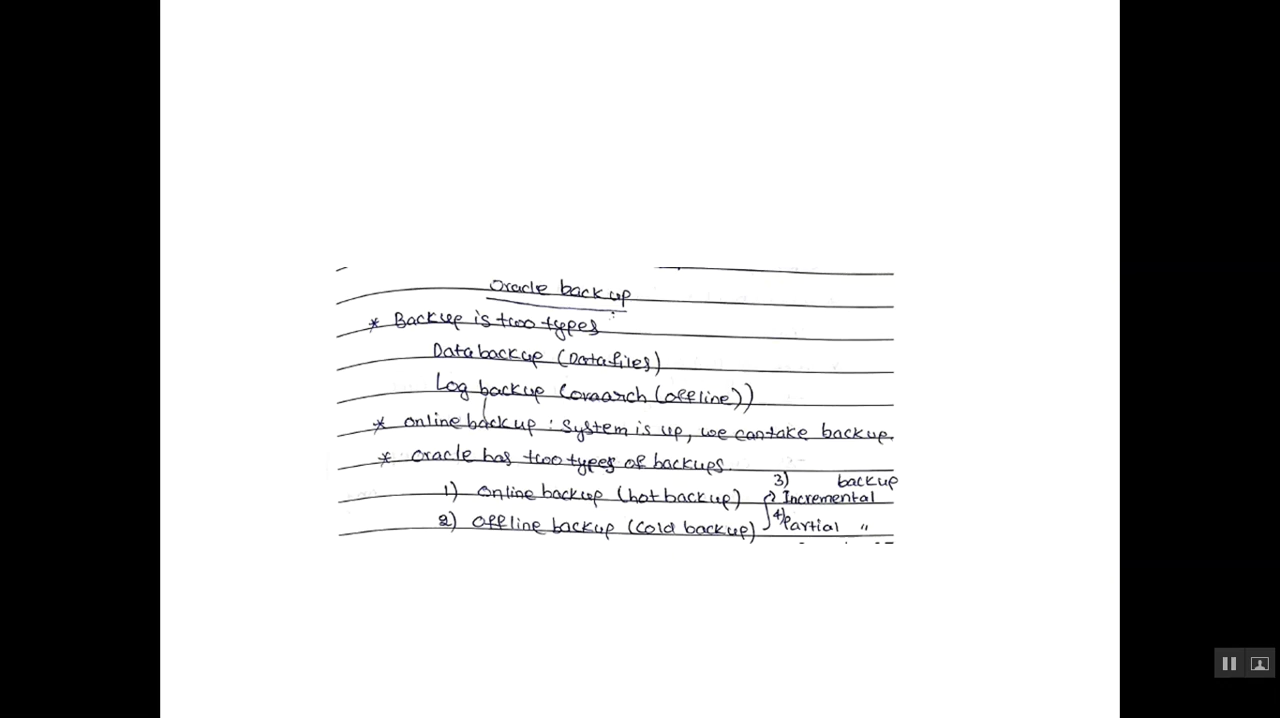 Oracle backup
* Backup is two types
Data backup (Datafiles)
Log backup (oraarch (offline))
* online backup : System is up, we can take backup.
* oracle has two types of backups.
1) online backup (hot backup)
2) offline backup (cold backup)
3) backup
Incremental
4) Partial "